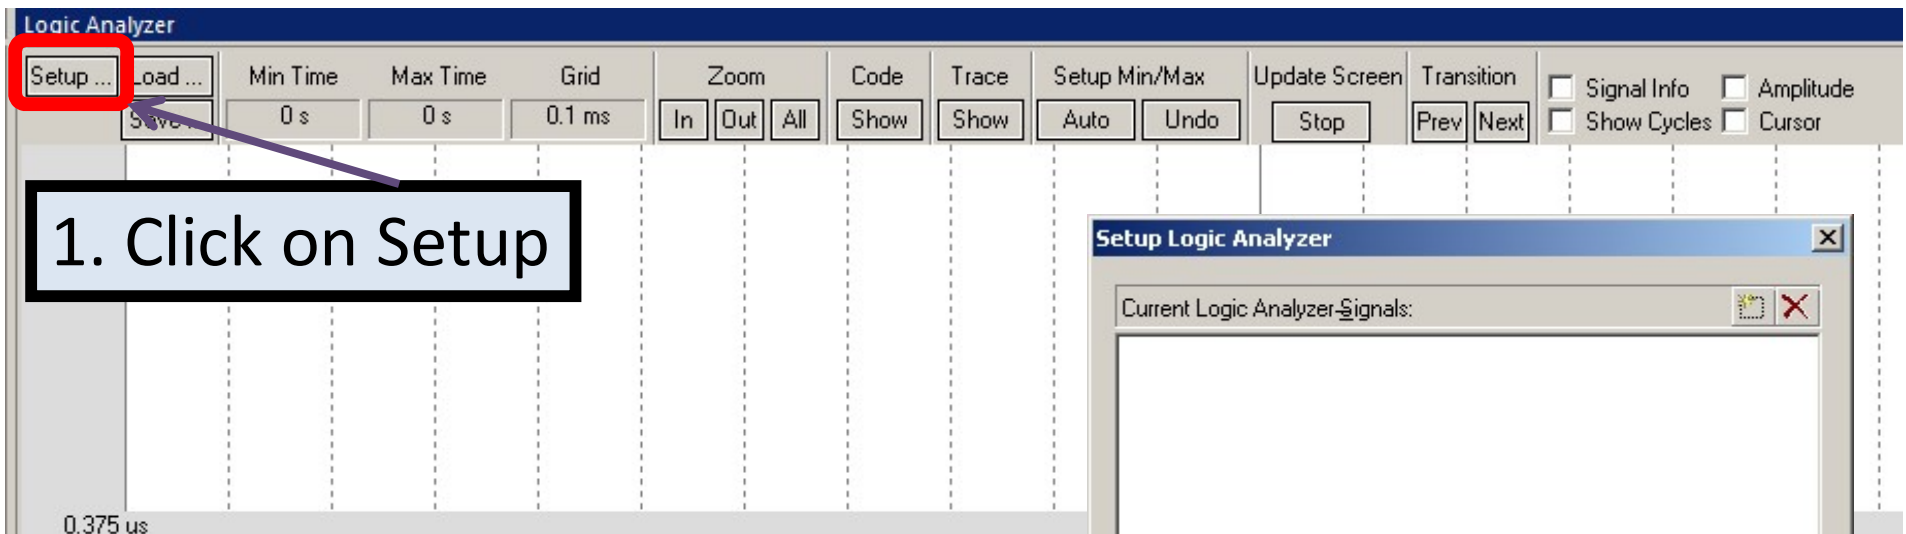 Logic Analyzer
Setup ... Load ... Min Time Max Time Grid Zoom Code Trace Setup Min/Max Update Screen Transition Signal Info Amplitude
Save ... 0 s 0 s 0.1 ms In Out All Show Show Auto Undo Stop Prev Next Show Cycles Cursor
1. Click on Setup
Setup Logic Analyzer
Current Logic Analyzer Signals:
0.375 us